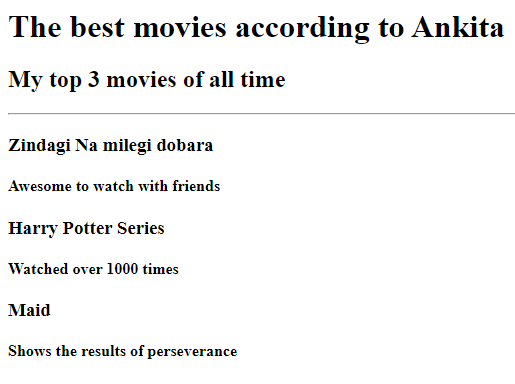 The best movies according to Ankita
My top 3 movies of all time
Zindagi Na milegi dobara
Awesome to watch with friends
Harry Potter Series
Watched over 1000 times
Maid
Shows the results of perseverance